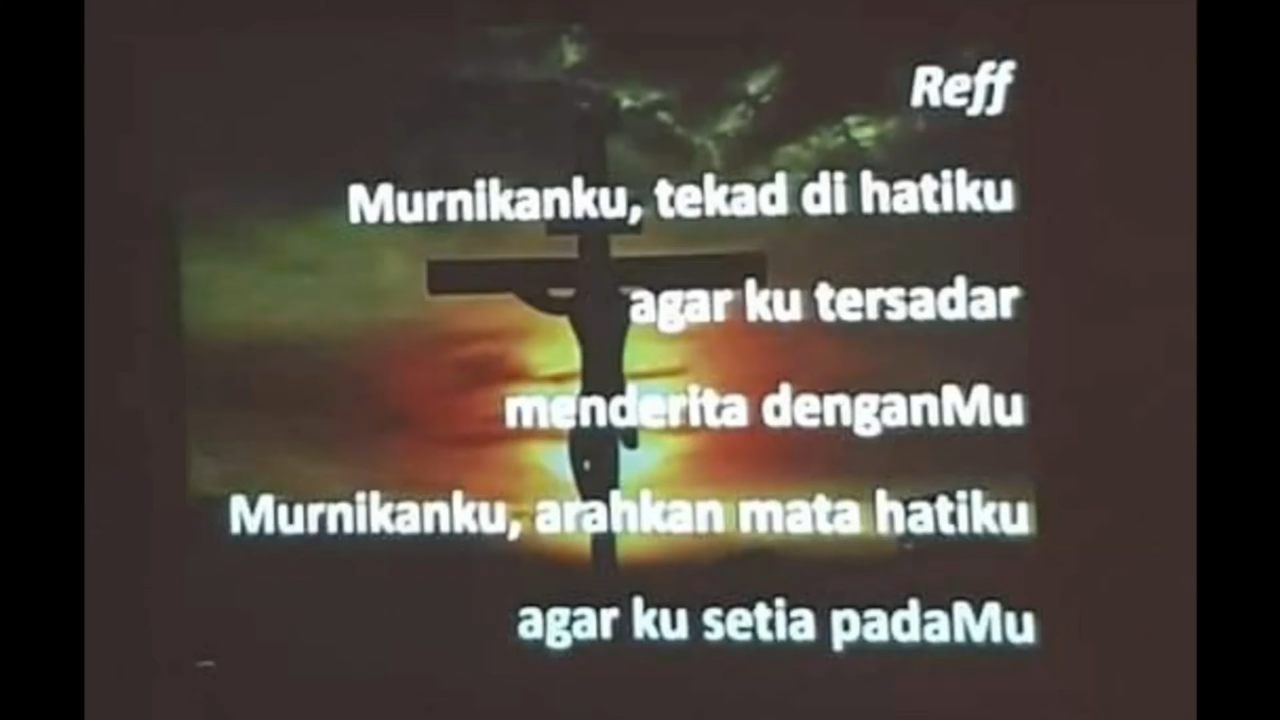 Reff
Murnikanku, tekad di hatiku
agar ku tersadar
menderita denganMu
Murnikanku, arahkan mata hatiku
agar ku setia padaMu